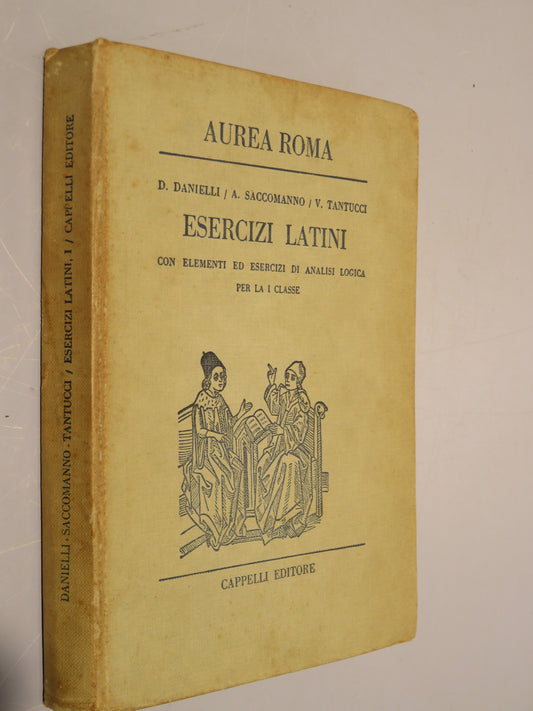 AUREA ROMA
D. DANIELLI / A. SACCOMANNO / V. TANTUCCI
ESERCIZI LATINI
CON ELEMENTI ED ESERCIZI DI ANALISI LOGICA
PER LA I CLASSE
CAPPELLI EDITORE
DANIELLI - SACCOMANNO - TANTUCCI / ESERCIZI LATINI, I / CAPPELLI EDITORE